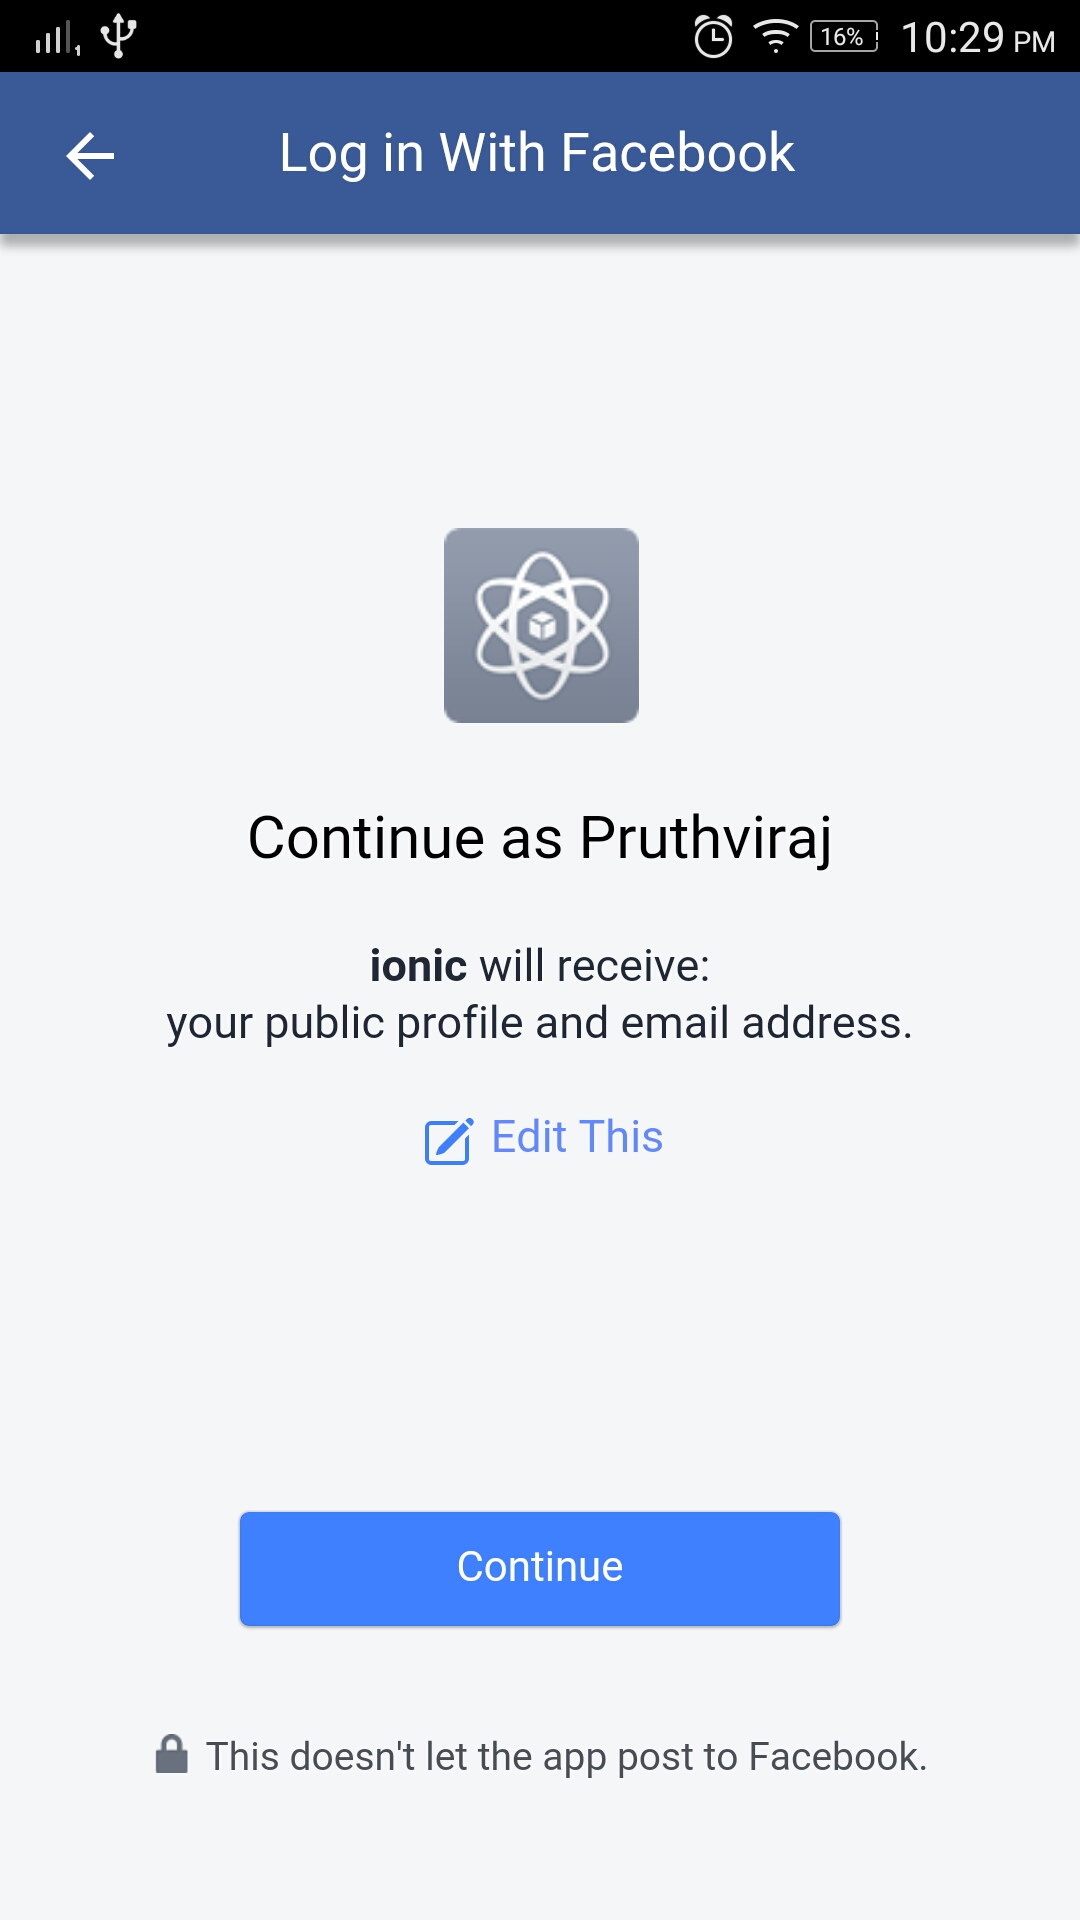 16% 10:29 PM
Log in With Facebook
Continue as Pruthviraj
ionic will receive:
your public profile and email address.
Edit This
Continue
This doesn't let the app post to Facebook.